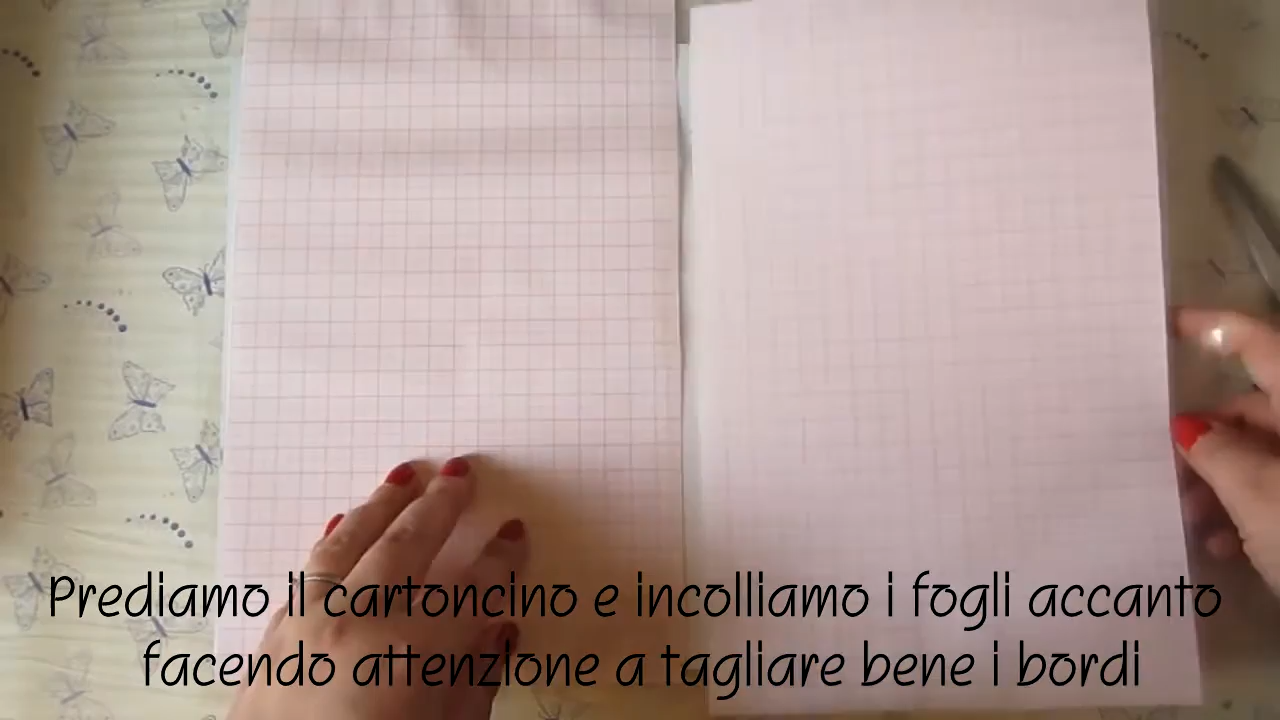 Prediamo il cartoncino e incolliamo i fogli accanto
facendo attenzione a tagliare bene i bordi